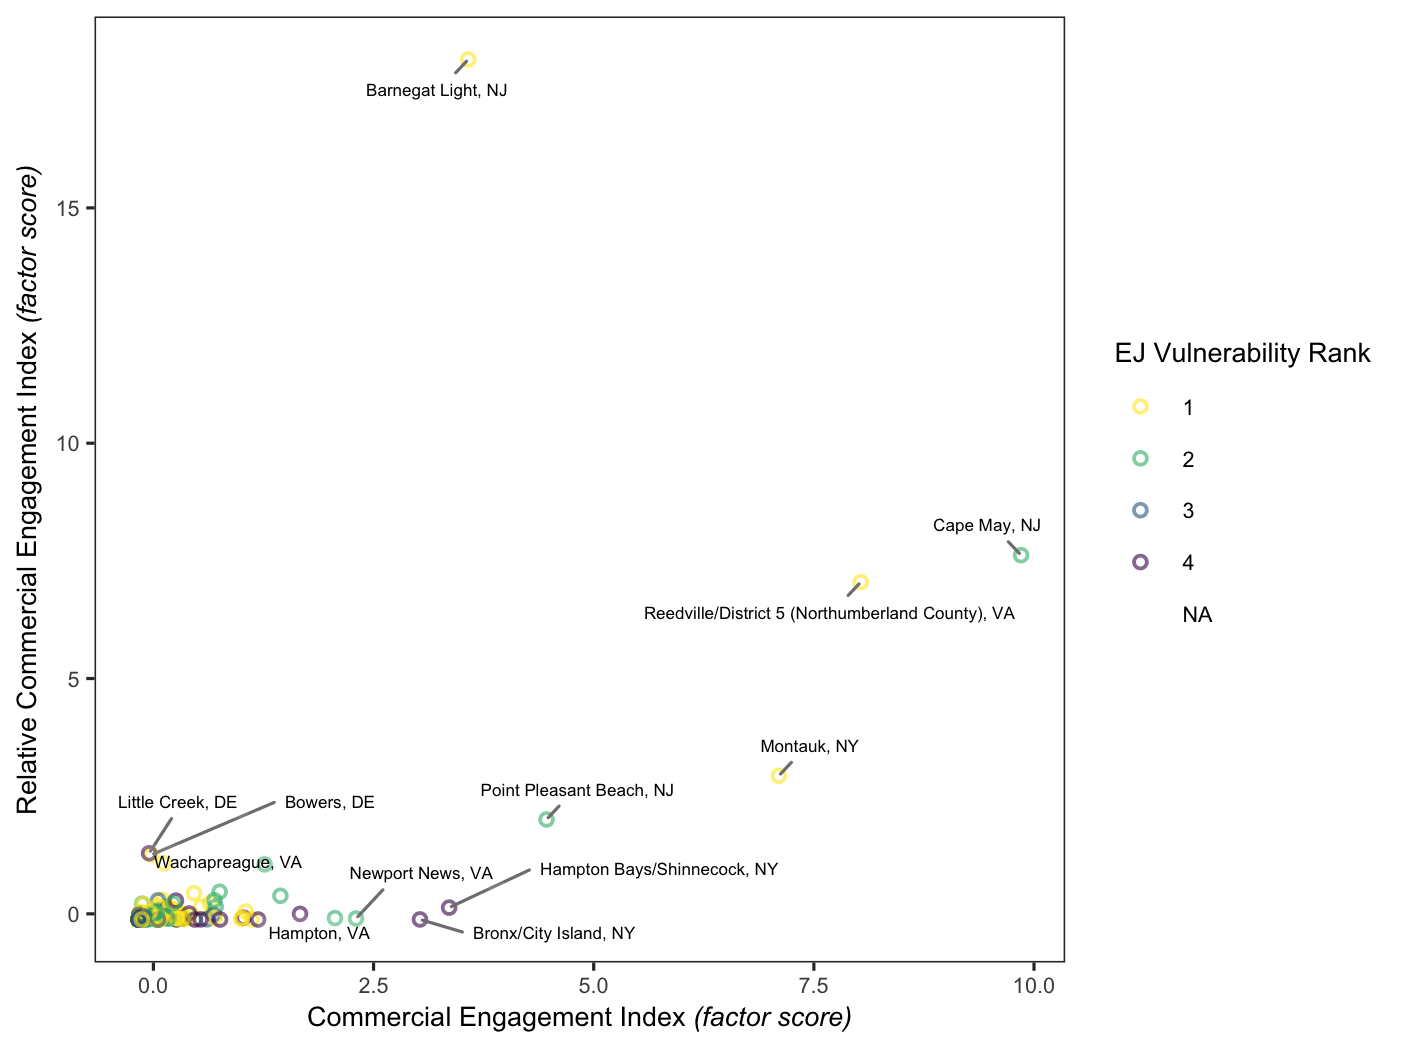 Barnegat Light, NJ
Cape May, NJ
Reedville/District 5 (Northumberland County), VA
Montauk, NY
Point Pleasant Beach, NJ
Little Creek, DE
Bowers, DE
Wachapreague, VA
Newport News, VA
Hampton Bays/Shinnecock, NY
Hampton, VA
Bronx/City Island, NY
15
10
5
0
0.0
2.5
5.0
7.5
10.0
Relative Commercial Engagement Index (factor score)
Commercial Engagement Index (factor score)
EJ Vulnerability Rank
1
2
3
4
NA